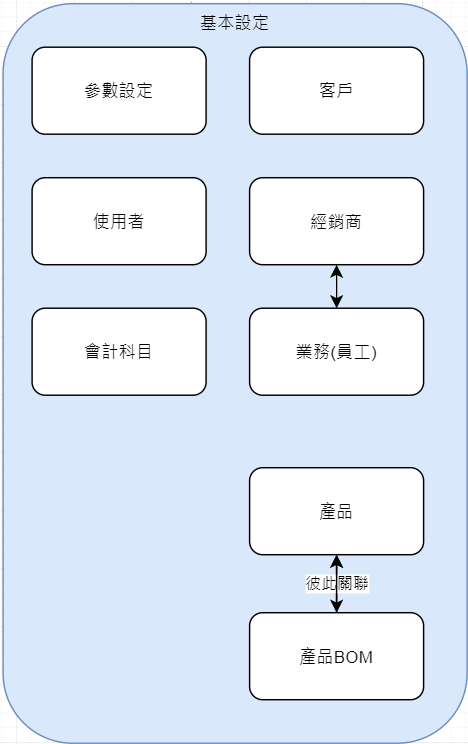 基本設定
參數設定
客戶
使用者
經銷商
會計科目
業務(員工)
產品
彼此關聯
產品BOM